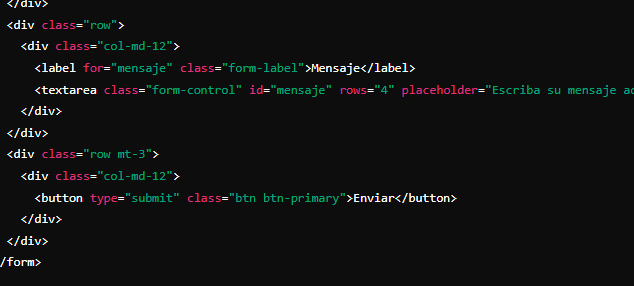 </div>
<div class="row">
<div class="col-md-12">
<label for="mensaje" class="form-label">Mensaje</label>
<textarea class="form-control" id="mensaje" rows="4" placeholder="Escriba su mensaje
</div>
</div>
<div class="row mt-3">
<div class="col-md-12">
<button type="submit" class="btn btn-primary">Enviar</button>
</div>
</div>
/form>